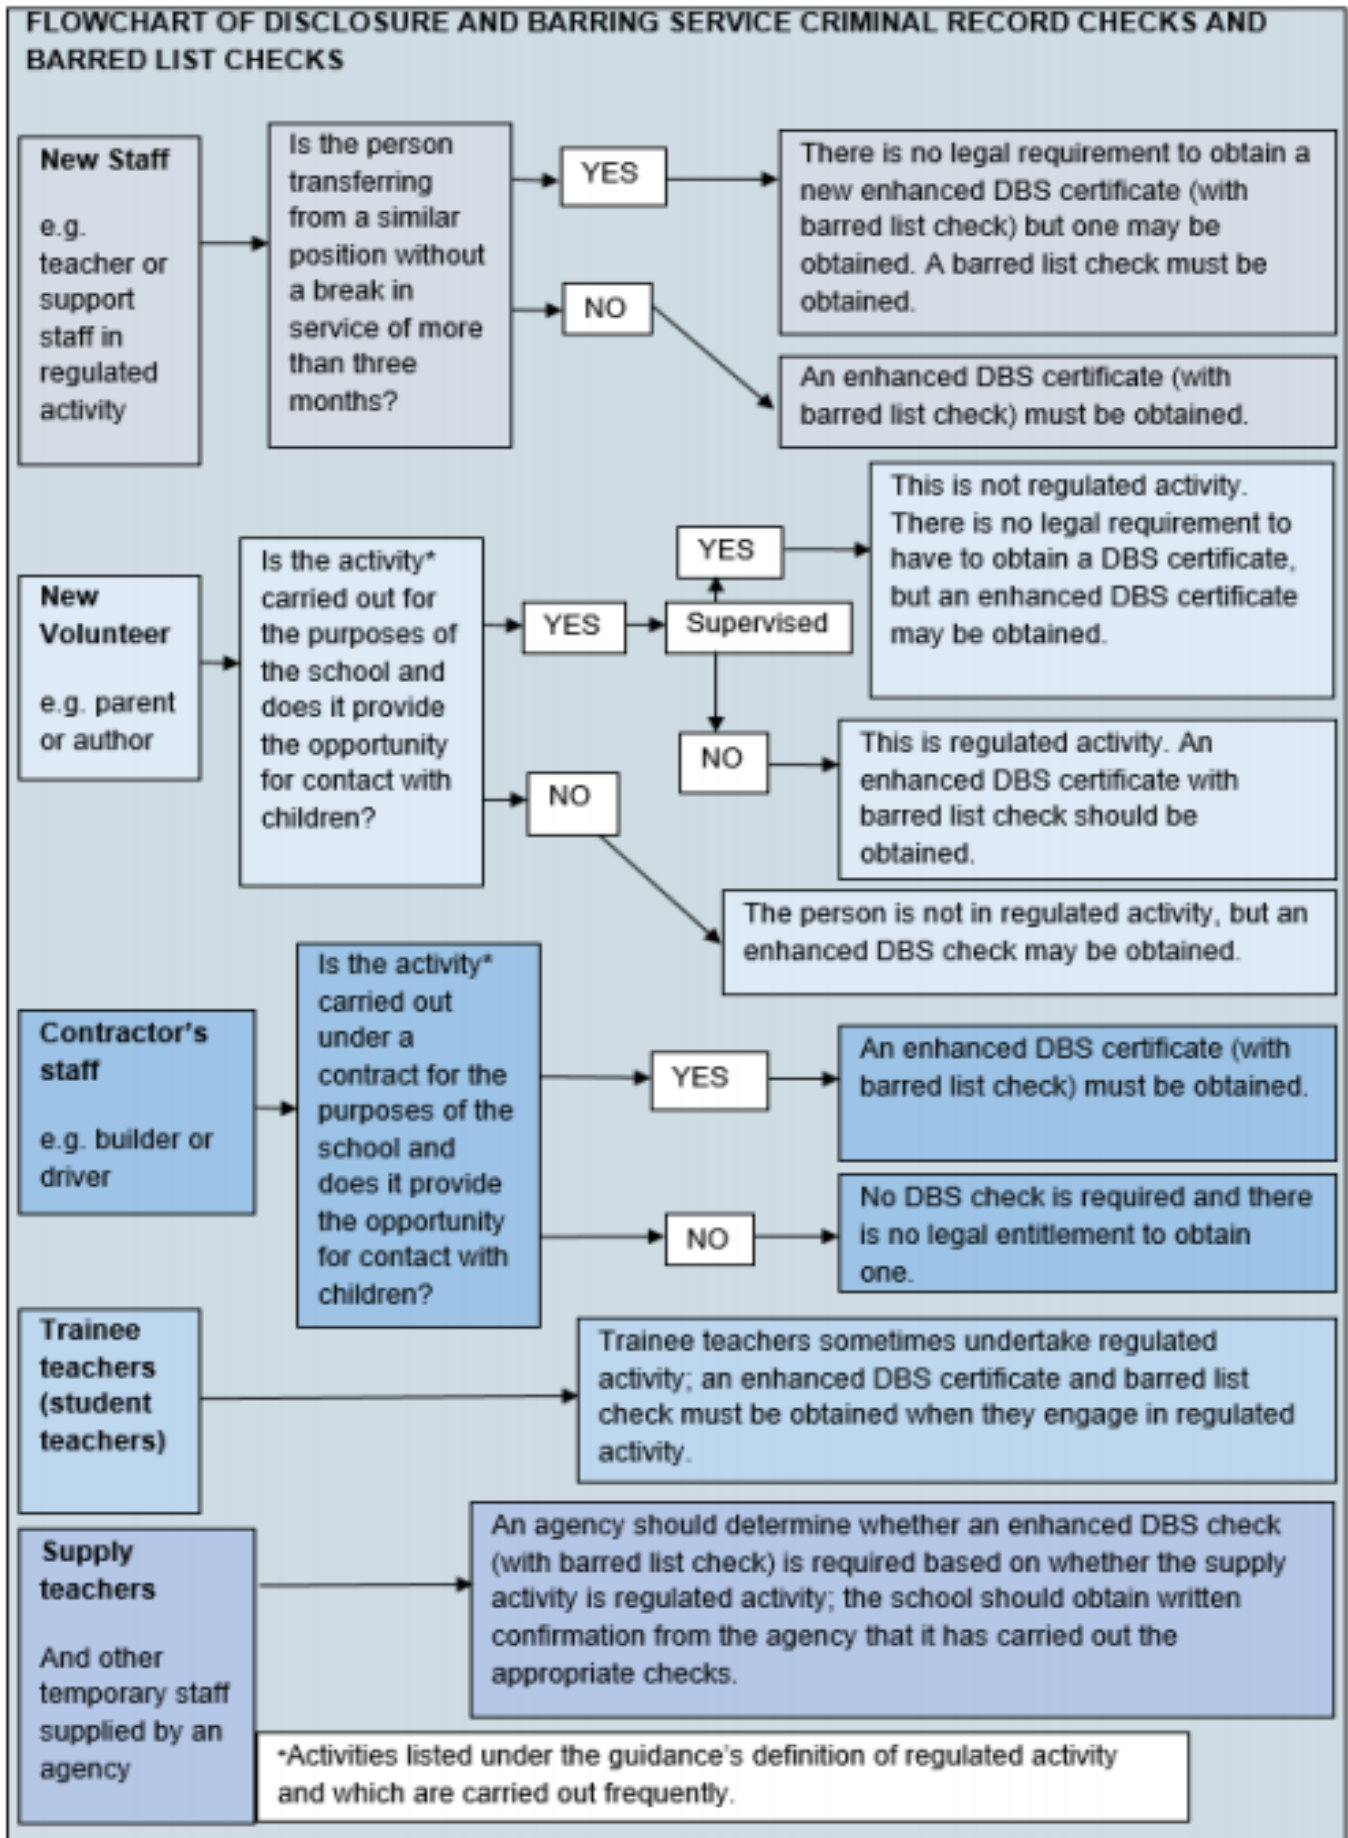 FLOWCHART OF DISCLOSURE AND BARRING SERVICE CRIMINAL RECORD CHECKS AND
BARRED LIST CHECKS
New Staff
e.g.
teacher or
support
staff in
regulated
activity
Is the person
transferring
from a similar
position without
a break in
service of more
than three
months?
YES
There is no legal requirement to obtain a
new enhanced DBS certificate (with
barred list check) but one may be
obtained. A barred list check must be
obtained.
NO
An enhanced DBS certificate (with
barred list check) must be obtained.
New
Volunteer
e.g. parent
or author
Is the activity*
carried out for
the purposes of
the school and
does it provide
the opportunity
for contact with
children?
YES
Supervised
YES
This is not regulated activity.
There is no legal requirement to
have to obtain a DBS certificate,
but an enhanced DBS certificate
may be obtained.
NO
This is regulated activity. An
enhanced DBS certificate with
barred list check should be
obtained.
NO
The person is not in regulated activity, but an
enhanced DBS check may be obtained.
Contractor's
staff
e.g. builder or
driver
Is the activity*
carried out
under a
contract for the
purposes of the
school and
does it provide
the opportunity
for contact with
children?
YES
An enhanced DBS certificate (with
barred list check) must be obtained.
NO
No DBS check is required and there
is no legal entitlement to obtain
one.
Trainee
teachers
(student
teachers)
Trainee teachers sometimes undertake regulated
activity; an enhanced DBS certificate and barred list
check must be obtained when they engage in regulated
activity.
Supply
teachers
And other
temporary staff
supplied by an
agency
An agency should determine whether an enhanced DBS check
(with barred list check) is required based on whether the supply
activity is regulated activity; the school should obtain written
confirmation from the agency that it has carried out the
appropriate checks.
*Activities listed under the guidance's definition of regulated activity
and which are carried out frequently.